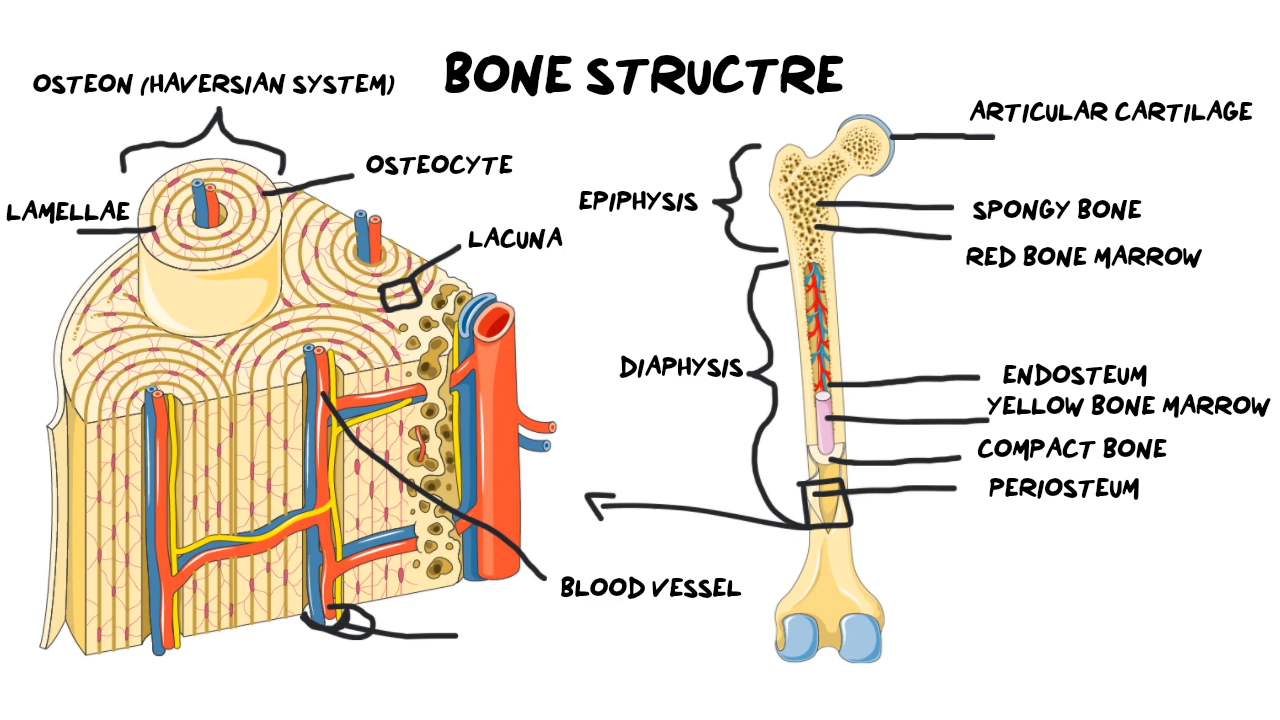 BONE STRUCTRE
OSTEON (HAVERSIAN SYSTEM)
OSTEOCYTE
LAMELLAE
LACUNA
BLOOD VESSEL
ARTICULAR CARTILAGE
EPIPHYSIS
SPONGY BONE
RED BONE MARROW
DIAPHYSIS
ENDOSTEUM
YELLOW BONE MARROW
COMPACT BONE
PERIOSTEUM